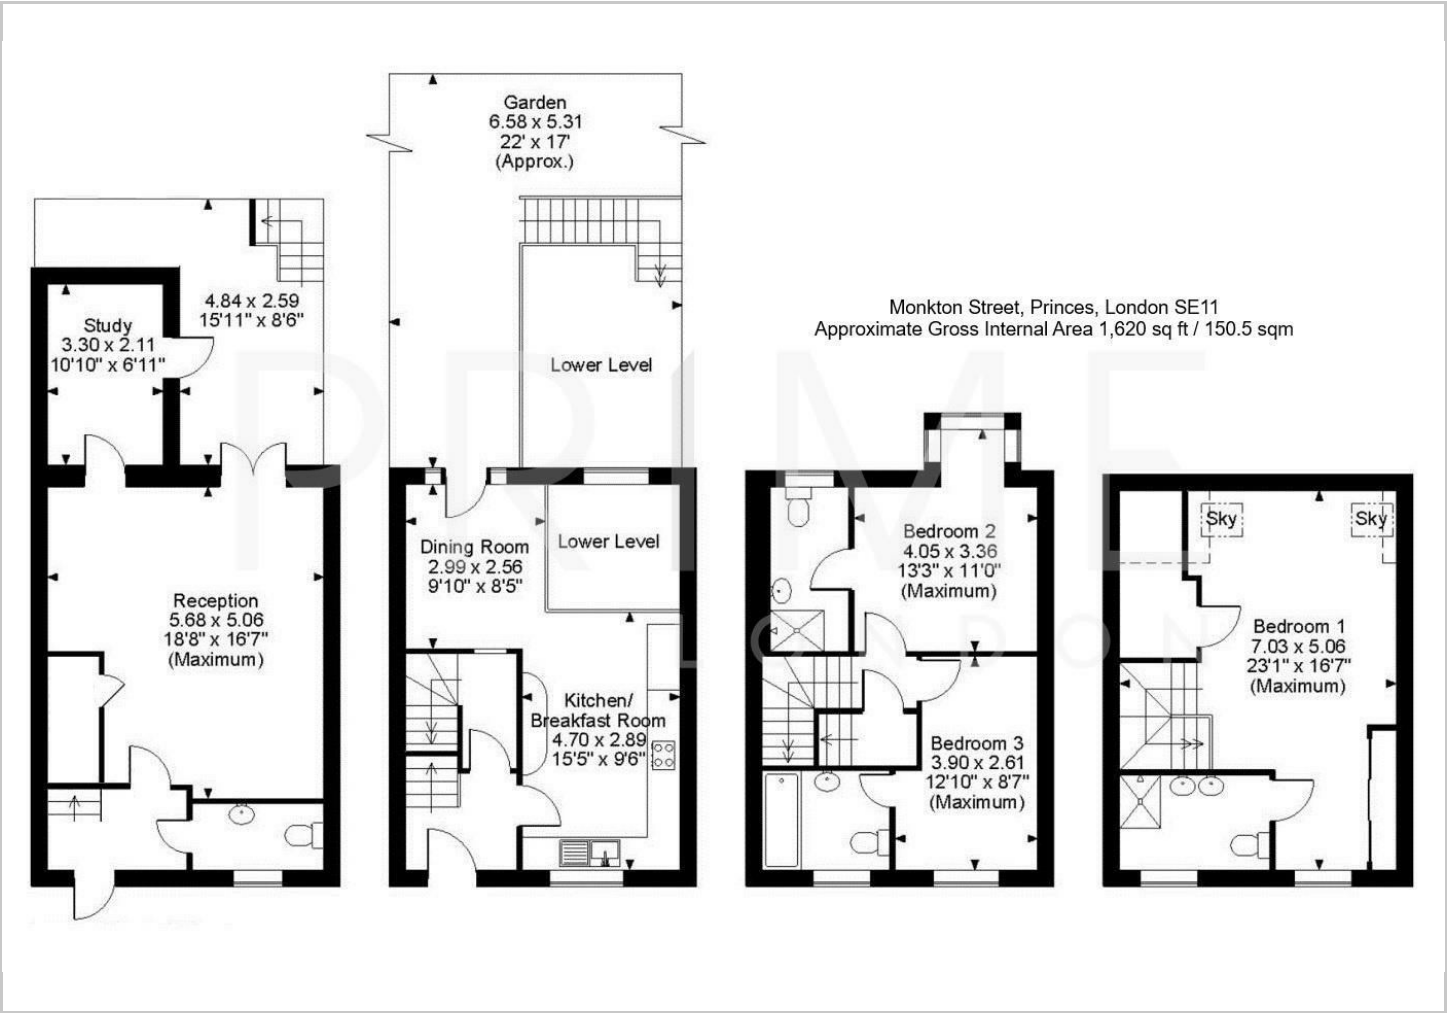 Garden
6.58 x 5.31
22' x 17'
(Approx.)
4.84 x 2.59
15'11" x 8'6"
Study
3.30 x 2.11
10'10" x 6'11"
Lower Level
Monkton Street, Princes, London SE11
Approximate Gross Internal Area 1,620 sq ft / 150.5 sqm
PRIME
LONDON
Reception
5.68 x 5.06
18'8" x 16'7"
(Maximum)
Dining Room
2.99 x 2.56
9'10" x 8'5"
Lower Level
Kitchen/
Breakfast Room
4.70 x 2.89
15'5" x 9'6"
Bedroom 2
4.05 x 3.36
13'3" x 11'0"
(Maximum)
Bedroom 3
3.90 x 2.61
12'10" x 8'7"
(Maximum)
Sky
Sky
Bedroom 1
7.03 x 5.06
23'1" x 16'7"
(Maximum)